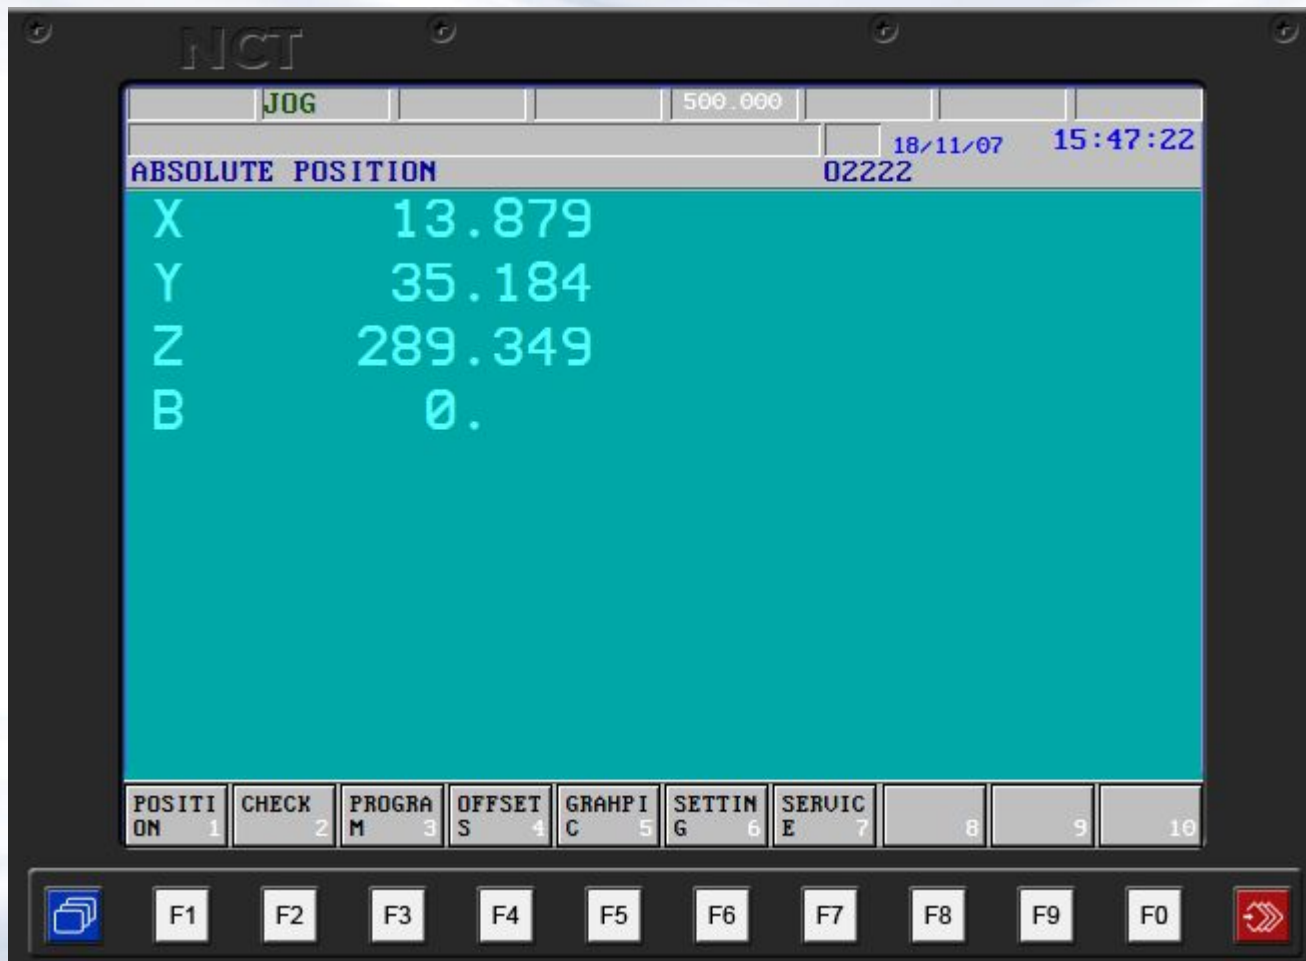 NCT
JOG 500.000
18/11/07 15:47:22
ABSOLUTE POSITION O2222
X 13.879
Y 35.184
Z 289.349
B 0.
POSITI CHECK PROGRA OFFSET GRAHPI SETTIN SERVIC
ON 1 2 M 3 S 4 C 5 G 6 E 7 8 9 10
F1 F2 F3 F4 F5 F6 F7 F8 F9 F0